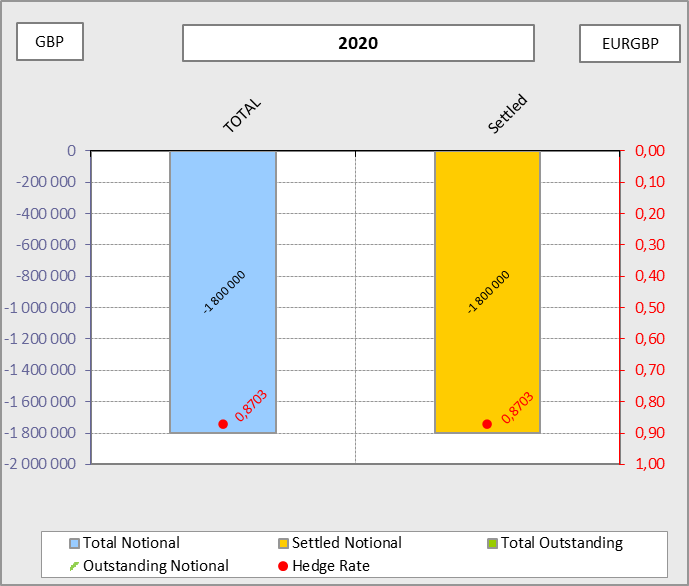 GBP
2020
EURGBP
TOTAL
Settled
0
-200 000
-400 000
-600 000
-800 000
-1 000 000
-1 200 000
-1 400 000
-1 600 000
-1 800 000
-2 000 000
-1 800 000
0,8703
-1 800 000
0,8703
0,00
0,10
0,20
0,30
0,40
0,50
0,60
0,70
0,80
0,90
1,00
Total Notional
Settled Notional
Total Outstanding
Outstanding Notional
Hedge Rate